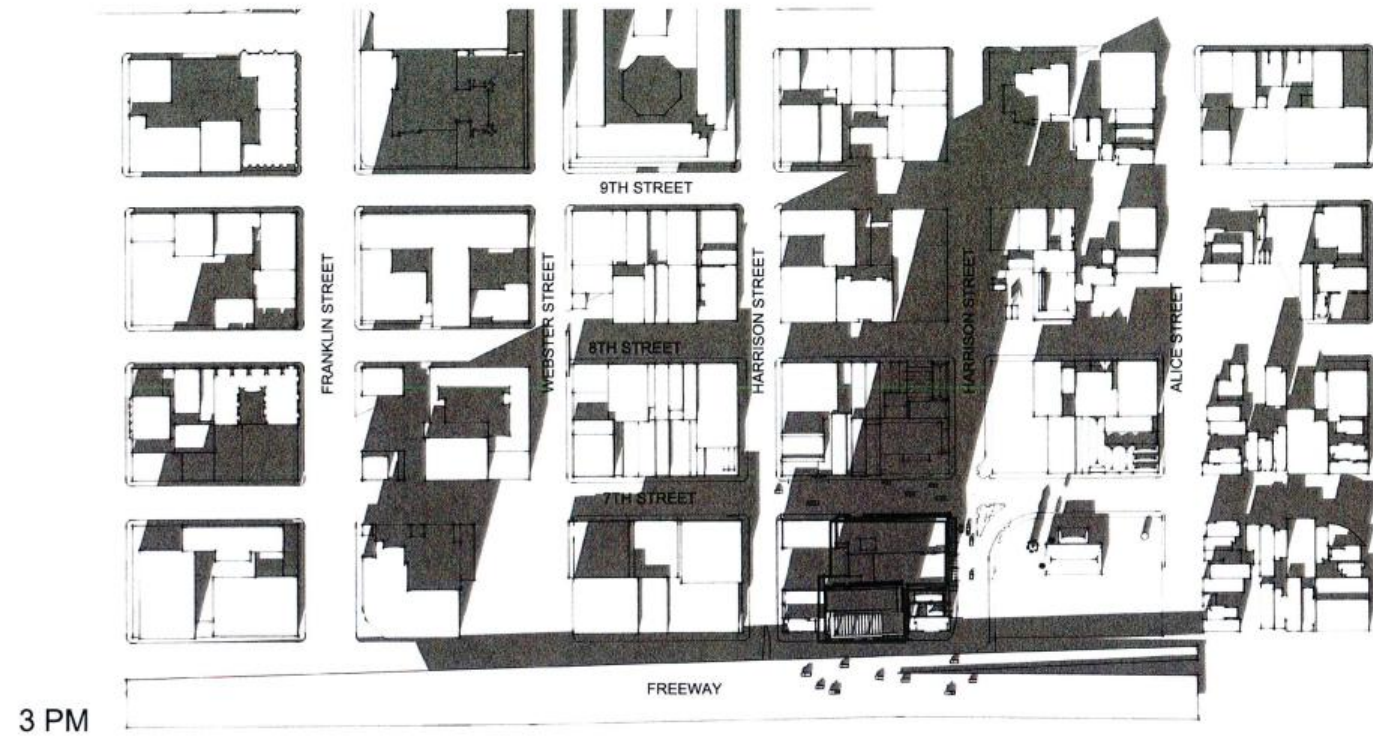 9TH STREET
FRANKLIN STREET
WEBSTER STREET
HARRISON STREET
HARRISON STREET
ALICE STREET
8TH STREET
7TH STREET
FREEWAY
3 PM